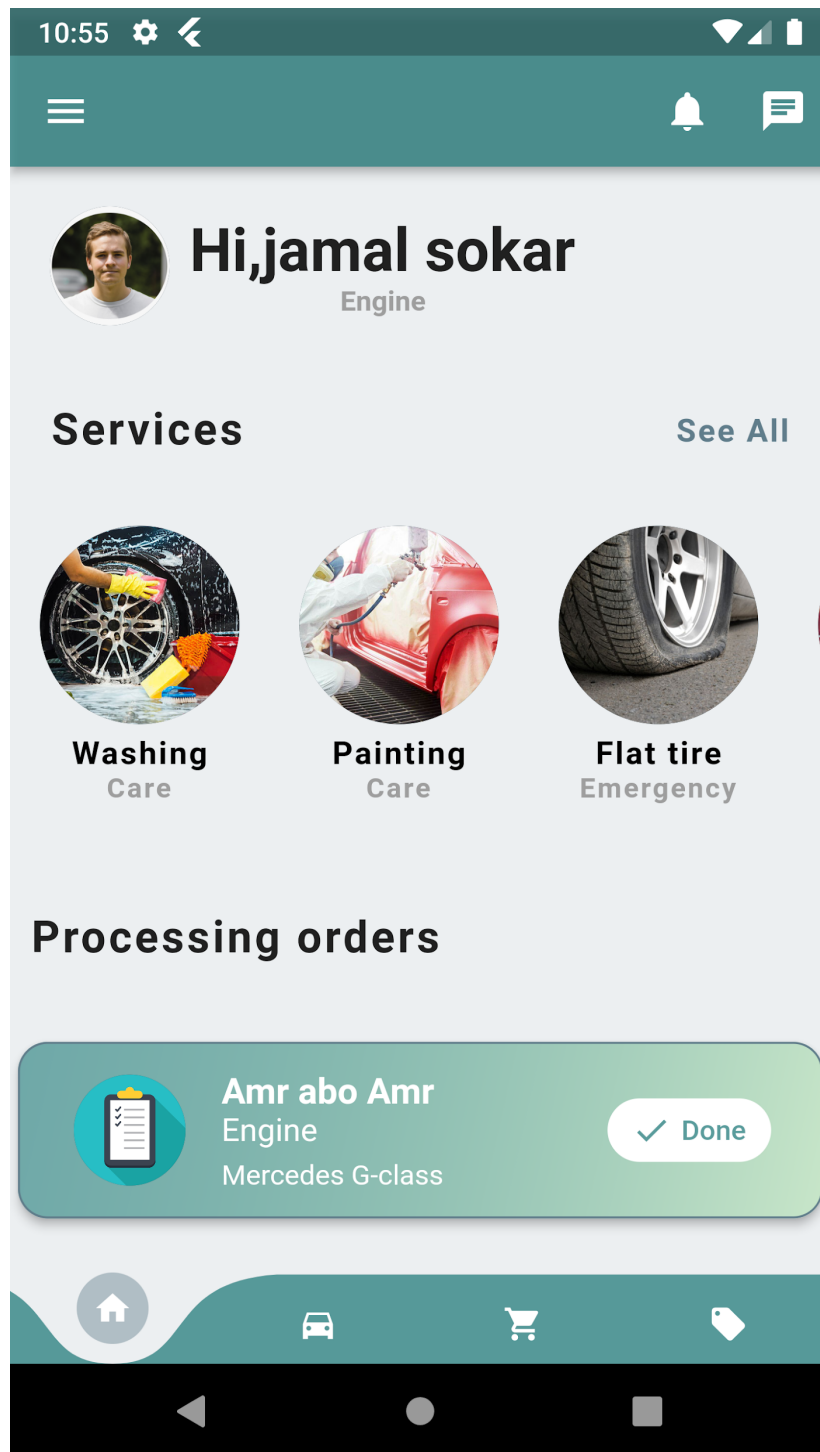 10:55
Hi,jamal sokar
Engine
Services
See All
Washing
Care
Painting
Care
Flat tire
Emergency
Processing orders
Amr abo Amr
Engine
Mercedes G-class
Done